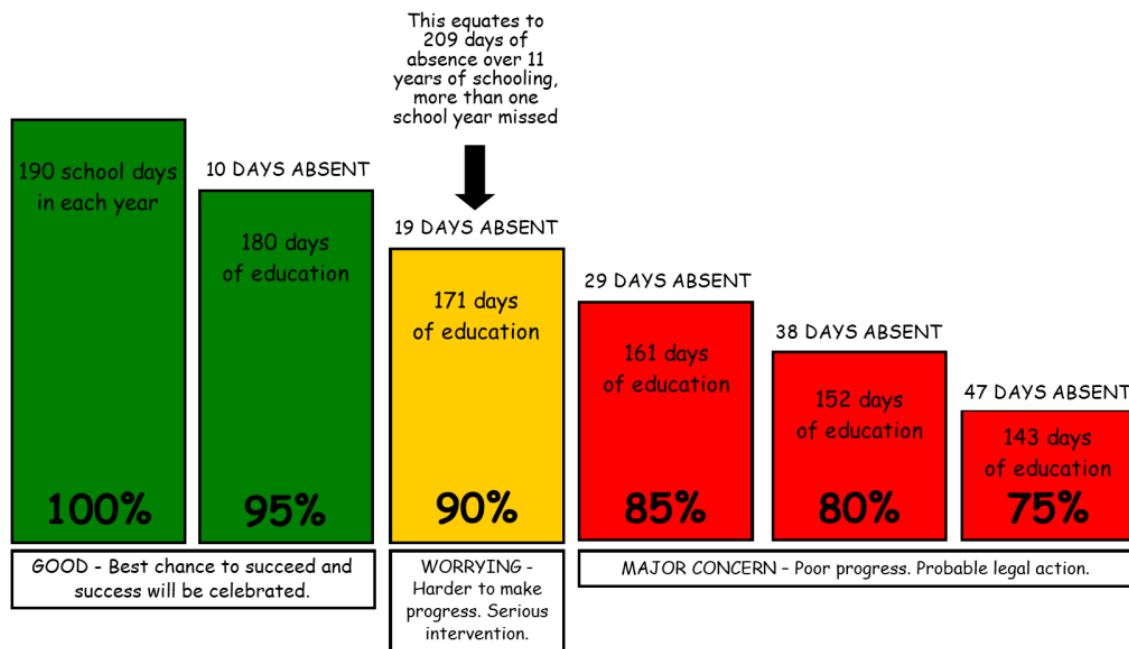 This equates to
209 days of
absence over 11
years of schooling,
more than one
school year missed
190 school days
in each year
100%
10 DAYS ABSENT
180 days
of education
95%
19 DAYS ABSENT
171 days
of education
90%
29 DAYS ABSENT
161 days
of education
85%
38 DAYS ABSENT
152 days
of education
80%
47 DAYS ABSENT
143 days
of education
75%
GOOD - Best chance to succeed and
success will be celebrated.
WORRYING -
Harder to make
progress. Serious
intervention.
MAJOR CONCERN – Poor progress. Probable legal action.